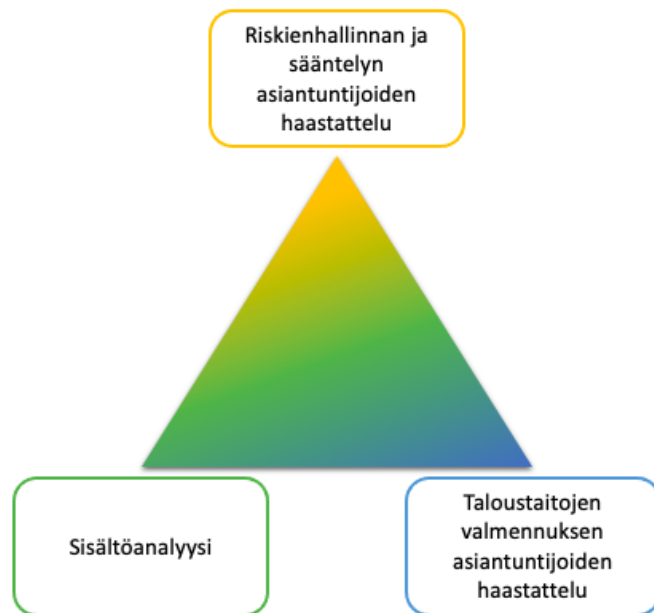 Riskienhallinnan ja
sääntelyn
asiantuntijoiden
haastattelu
Sisältöanalyysi
Taloustaitojen
valmennuksen
asiantuntijoiden
haastattelu